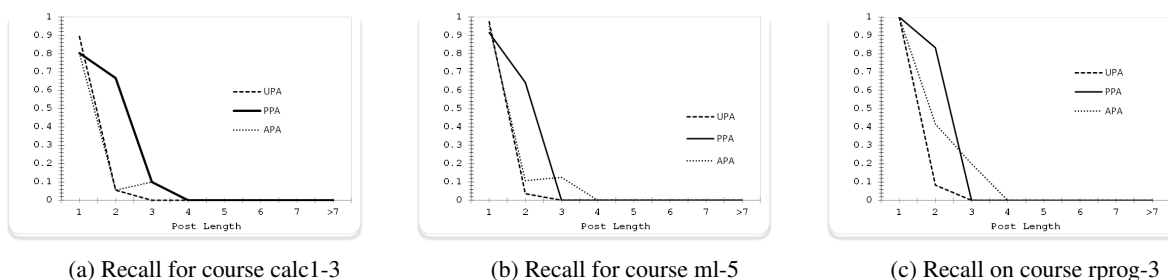 1
0.9
0.8
0.7
0.6
0.5
0.4
0.3
0.2
0.1
0
1 2 3 4 5 6 7 >7
Post Length
UPA
PPA
APA
(a) Recall for course calc1-3
1
0.9
0.8
0.7
0.6
0.5
0.4
0.3
0.2
0.1
0
1 2 3 4 5 6 7 >7
Post Length
UPA
PPA
APA
(b) Recall for course ml-5
1
0.9
0.8
0.7
0.6
0.5
0.4
0.3
0.2
0.1
0
1 2 3 4 5 6 7 >7
Post Length
UPA
PPA
APA
(c) Recall on course rprog-3